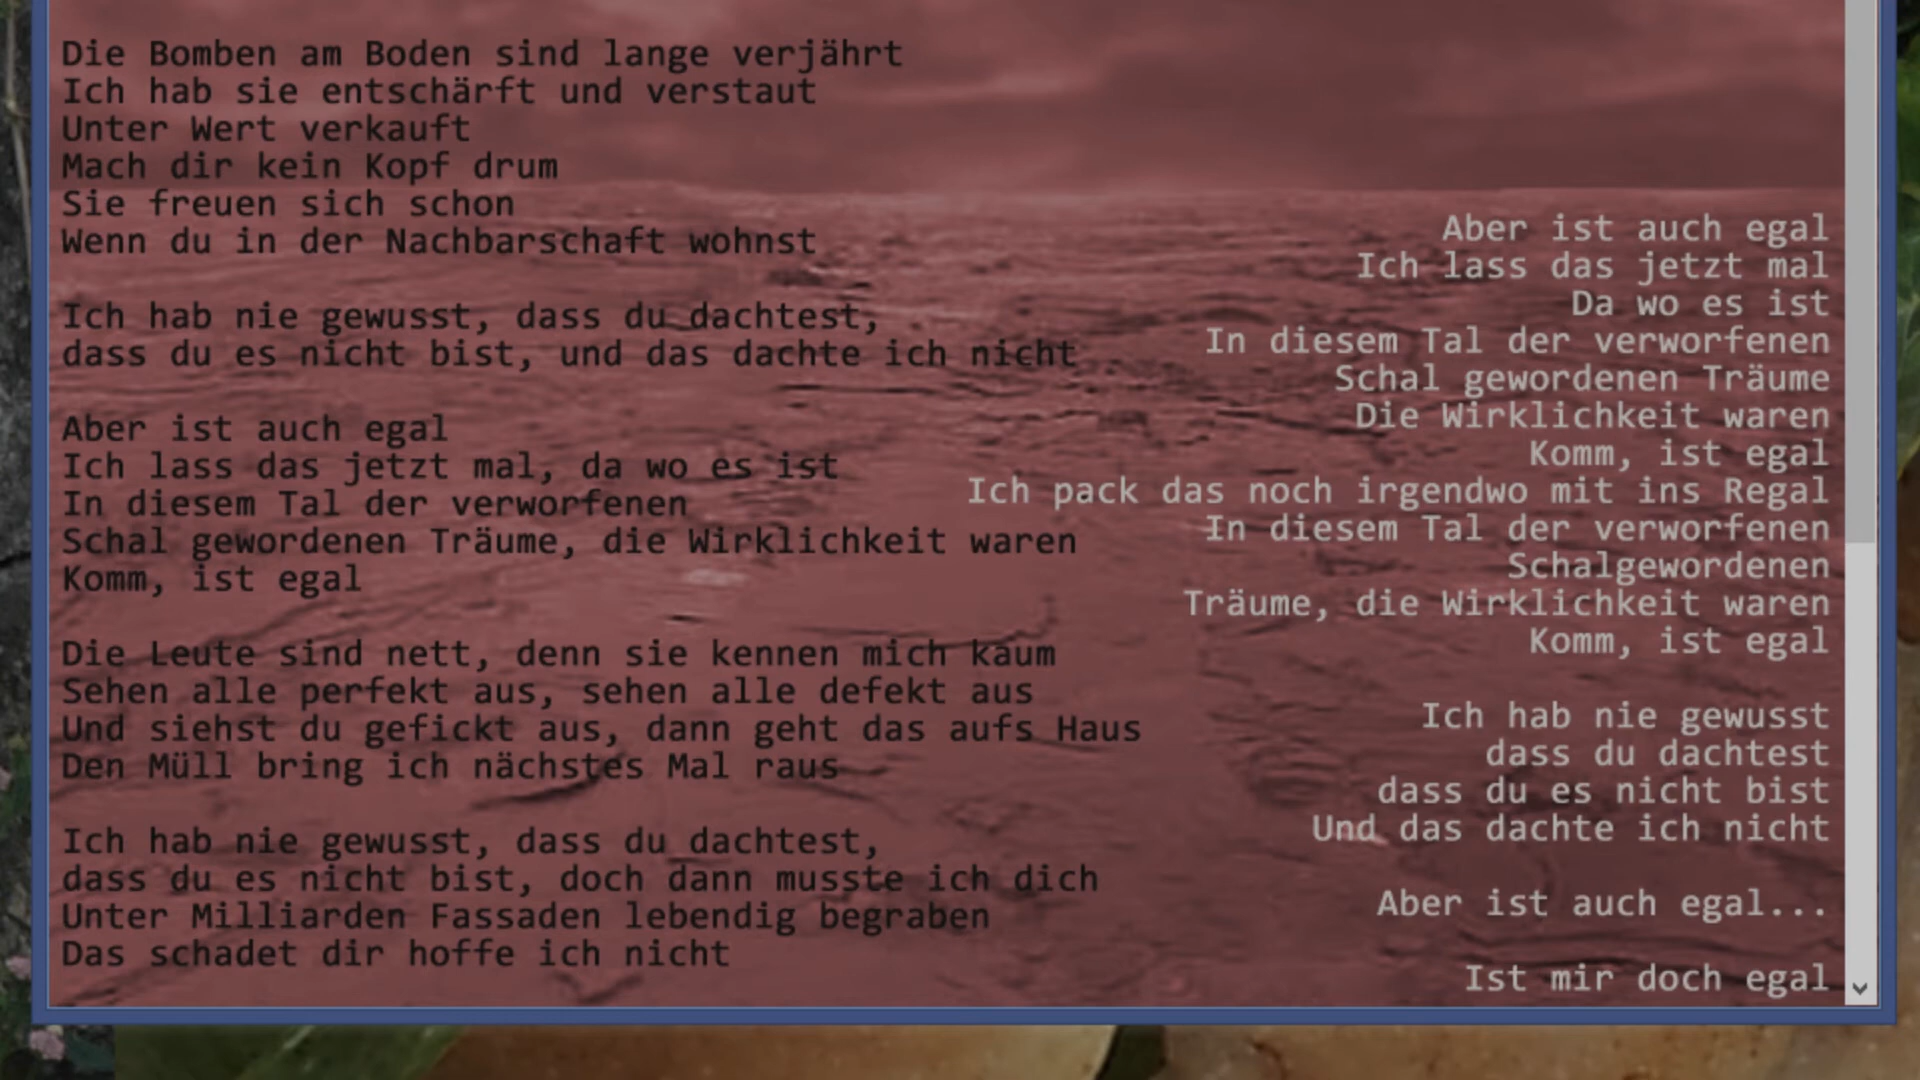 Die Bomben am Boden sind lange verjährt
Ich hab sie entschärft und verstaut
Unter Wert verkauft
Mach dir kein Kopf drum
Sie freuen sich schon
Wenn du in der Nachbarschaft wohnst
Ich hab nie gewusst, dass du dachtest,
dass du es nicht bist, und das dachte ich nicht
Aber ist auch egal
Ich lass das jetzt mal, da wo es ist
In diesem Tal der verworfenen
Schal gewordenen Träume, die Wirklichkeit waren
Komm, ist egal
Die Leute sind nett, denn sie kennen mich kaum
Sehen alle perfekt aus, sehen alle defekt aus
Und siehst du gefickt aus, dann geht das aufs Haus
Den Müll bring ich nächstes Mal raus
Ich hab nie gewusst, dass du dachtest,
dass du es nicht bist, doch dann musste ich dich
Unter Milliarden Fassaden lebendig begraben
Das schadet dir hoffe ich nicht
Aber ist auch egal
Ich lass das jetzt mal
Da wo es ist
In diesem Tal der verworfenen
Schal gewordenen Träume
Die Wirklichkeit waren
Komm, ist egal
Ich pack das noch irgendwo mit ins Regal
In diesem Tal der verworfenen
Schalgewordenen
Träume, die Wirklichkeit waren
Komm, ist egal
Ich hab nie gewusst
dass du dachtest
dass du es nicht bist
Und das dachte ich nicht
Aber ist auch egal...
Ist mir doch egal